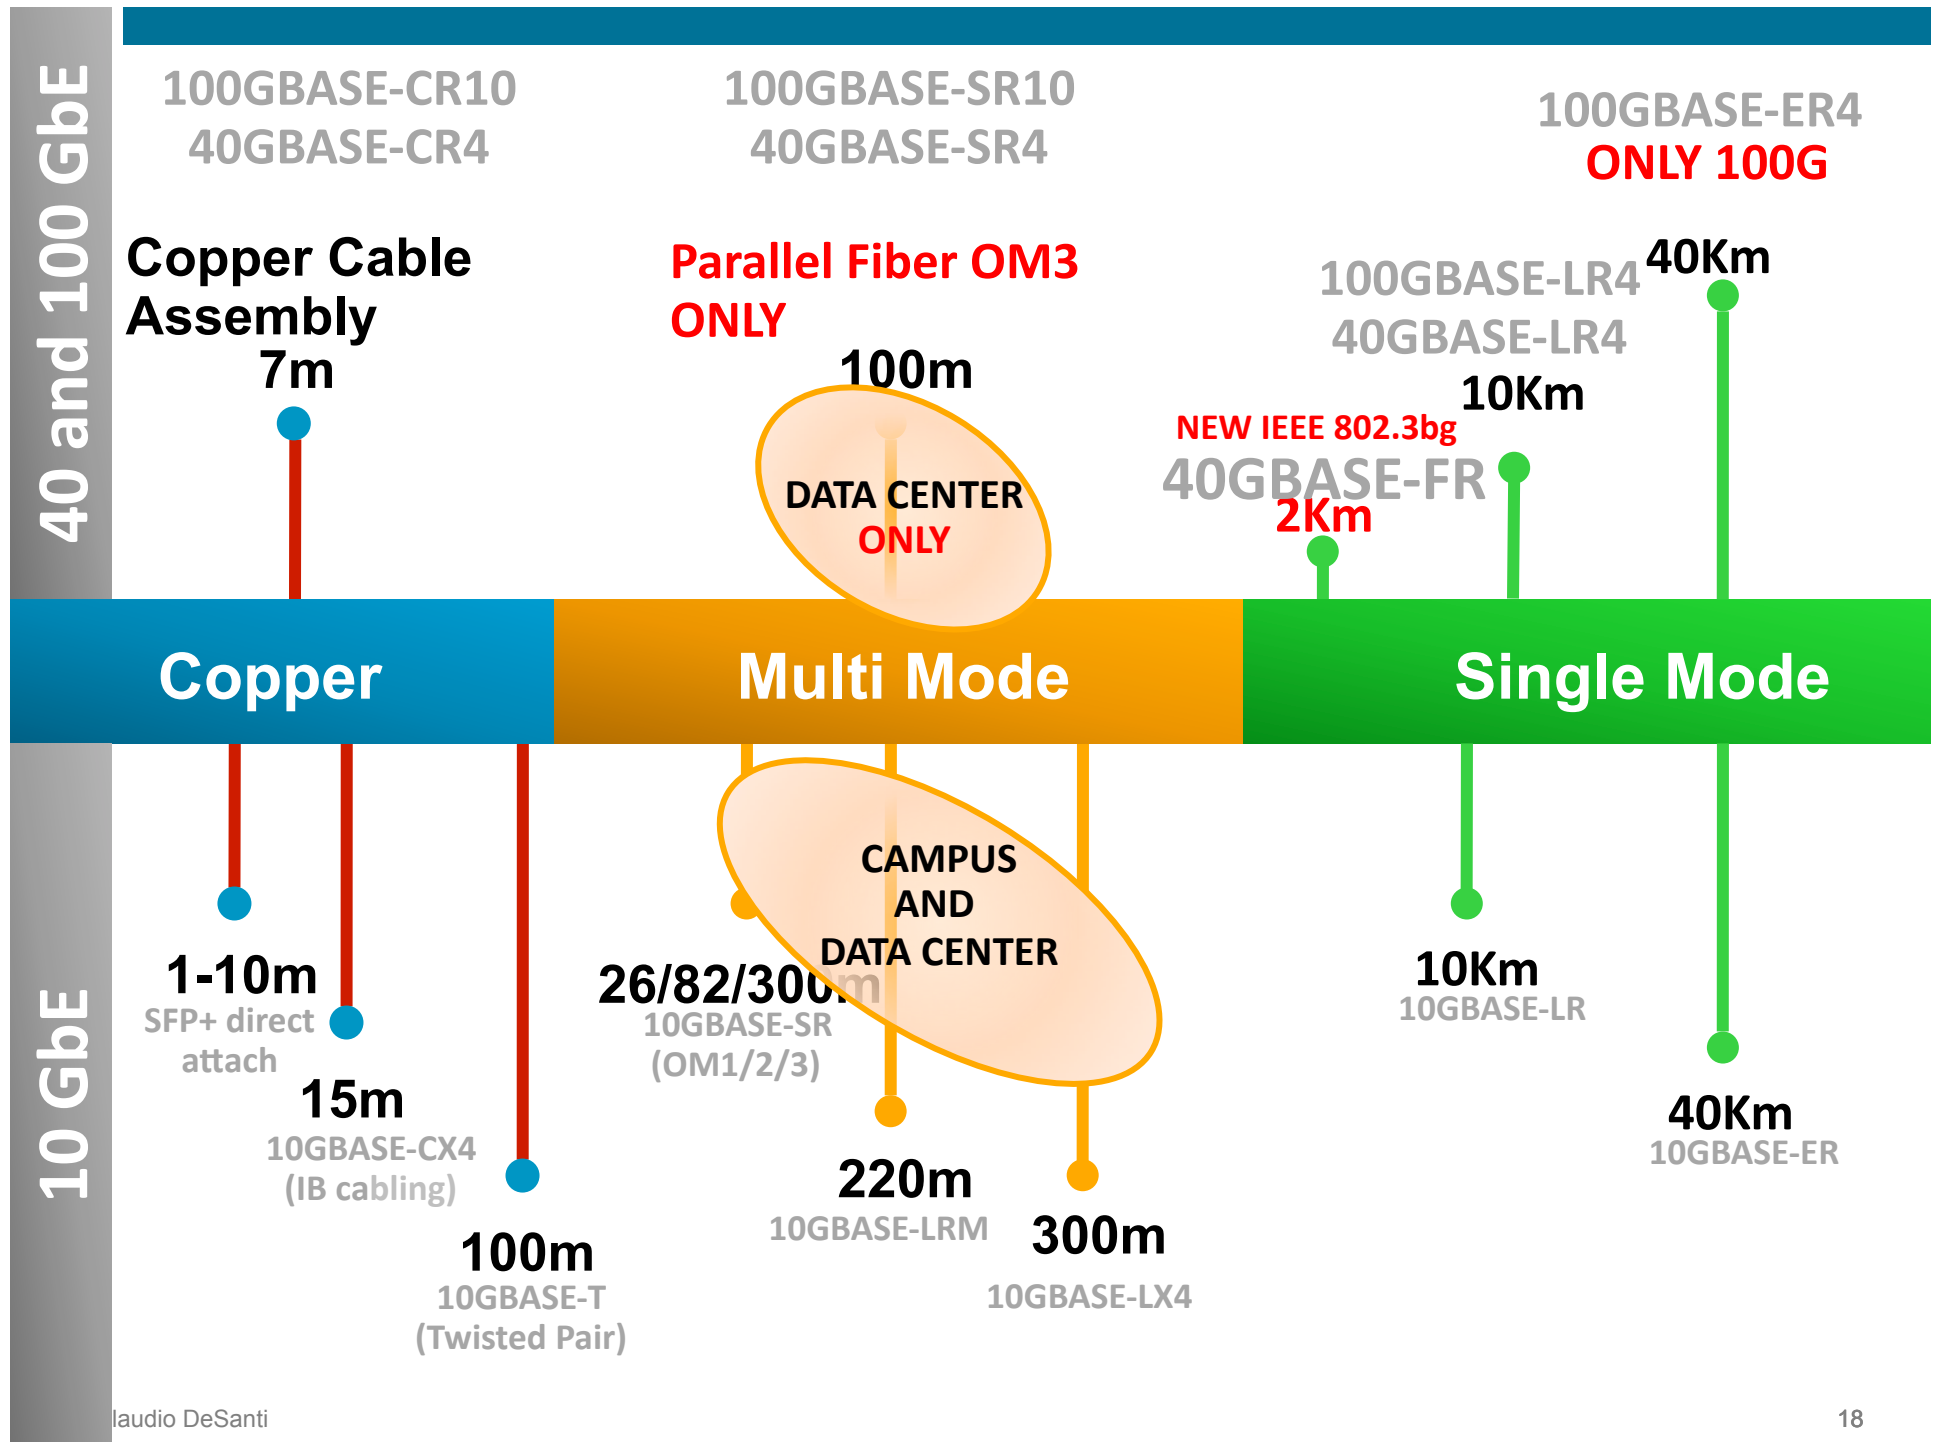 40 and 100 GbE
100GBASE-CR10
40GBASE-CR4
Copper Cable
Assembly
7m
100GBASE-SR10
40GBASE-SR4
Parallel Fiber OM3
ONLY
100m
DATA CENTER
ONLY
100GBASE-ER4
ONLY 100G
40Km
100GBASE-LR4
40GBASE-LR4
10Km
NEW IEEE 802.3bg
40GBASE-FR
2Km
Copper
Multi Mode
Single Mode
10 GbE
1-10m
SFP+ direct
attach
15m
10GBASE-CX4
(IB cabling)
100m
10GBASE-T
(Twisted Pair)
CAMPUS
AND
DATA CENTER
26/82/300m
10GBASE-SR
(OM1/2/3)
220m
10GBASE-LRM
300m
10GBASE-LX4
10Km
10GBASE-LR
40Km
10GBASE-ER
laudio DeSanti
18